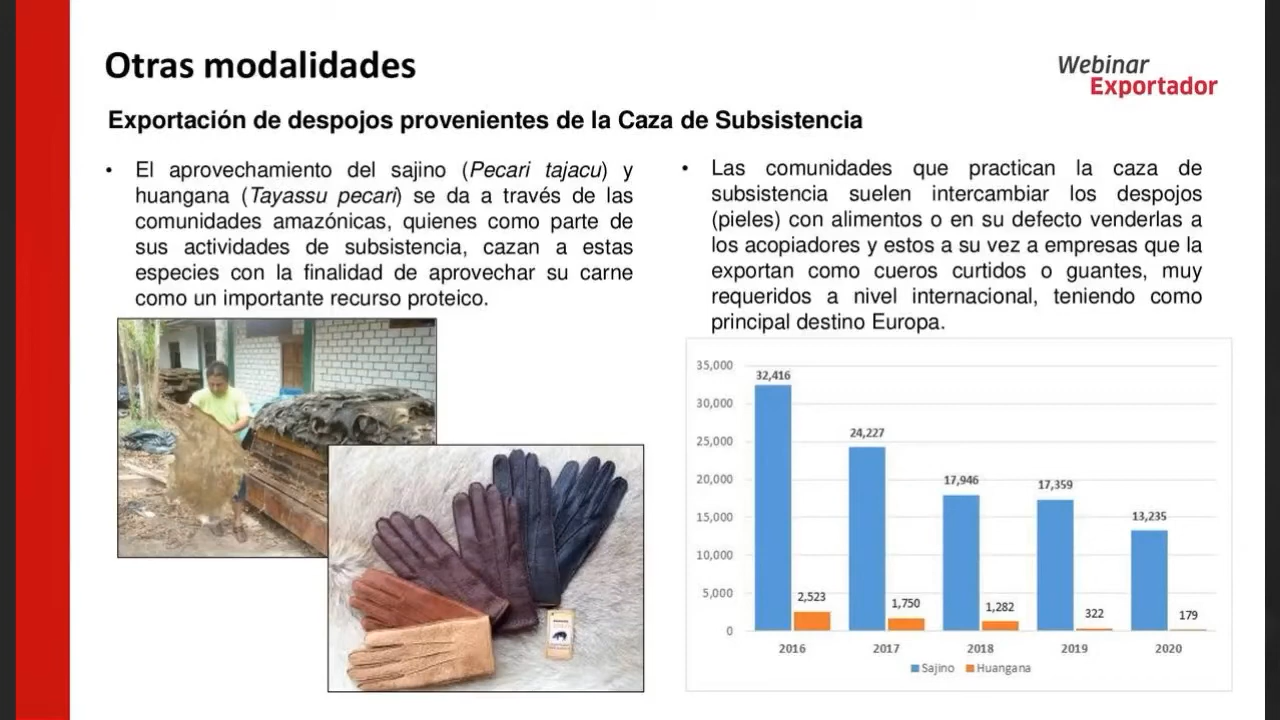 Otras modalidades
Webinar
Exportador
Exportación de despojos provenientes de la Caza de Subsistencia
• El aprovechamiento del sajino (Pecari tajacu) y
huangana (Tayassu pecari) se da a través de las
comunidades amazónicas, quienes como parte de
sus actividades de subsistencia, cazan a estas
especies con la finalidad de aprovechar su carne
como un importante recurso proteico.
• Las comunidades que practican la caza de
subsistencia suelen intercambiar los despojos
(pieles) con alimentos o en su defecto venderlas a
los acopiadores y estos a su vez a empresas que la
exportan como cueros curtidos o guantes, muy
requeridos a nivel internacional, teniendo como
principal destino Europa.
35,000
32,416
30,000
25,000
24,227
20,000
17,946
17,359
15,000
13,235
10,000
5,000
2,523
1,750
1,282
322
179
0
2016 2017 2018 2019 2020
Sajino Huangana